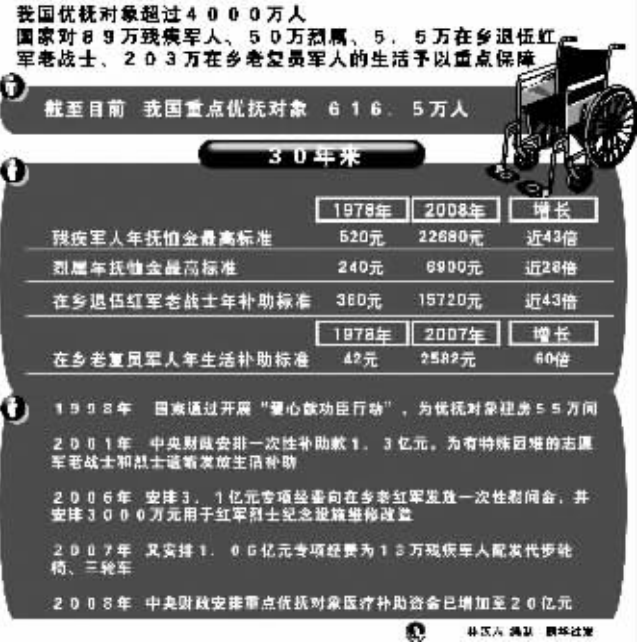 我国优抚对象超过4000万人
国家对89万残疾军人、50万烈属、5.5万在乡退伍红
军老战士、203万在乡老复员军人的生活予以重点保障
截至目前 我国重点优抚对象 616.5万人
30年来
1978年 2008年 增长
残疾军人年抚恤金最高标准 520元 22680元 近43倍
烈属年抚恤金最高标准 240元 6900元 近28倍
在乡退伍红军老战士年补助标准 360元 15720元 近43倍
1978年 2007年 增长
在乡老复员军人年生活补助标准 42元 2582元 60倍
1998年 国家通过开展“爱心献功臣行动”，为优抚对象建房55万间
2001年 中央财政安排一次性补助款1.3亿元，为有特殊困难的志愿
军老战士和烈士遗孀发放生活补助
2006年 安排3.1亿元专项经费向在乡老红军发放一次性慰问金，并
安排3000万元用于红军烈士纪念设施维修改造
2007年 又安排1.06亿元专项经费为13万残疾军人配发代步轮
椅、三轮车
2008年 中央财政安排重点优抚对象医疗补助资金已增加至20亿元
编制 新华社发